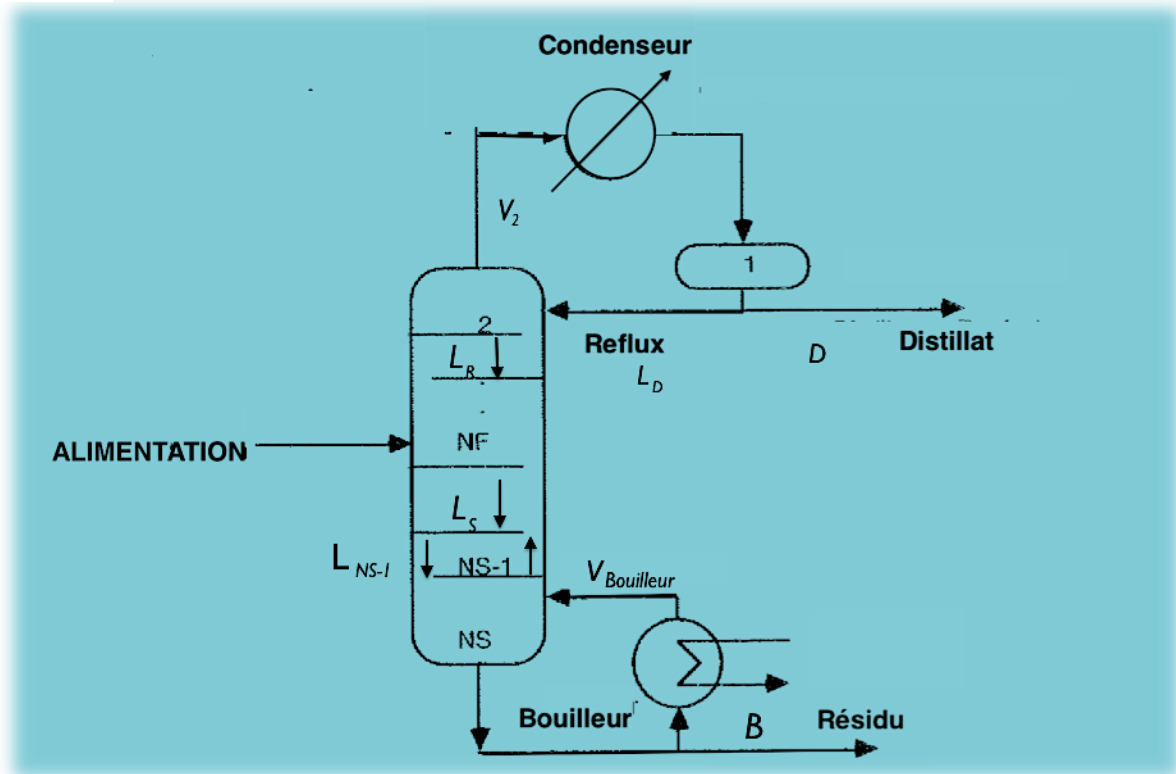 Condenseur
V2
1
2
Reflux
D
Distillat
LR
LD
NF
ALIMENTATION
LS
LNS-1
NS-1
VBouilleur
NS
Bouilleur
B
Résidu